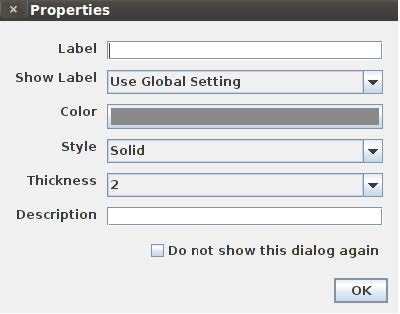 Properties
Label
Show Label Use Global Setting
Color
Style Solid
Thickness 2
Description
Do not show this dialog again
OK